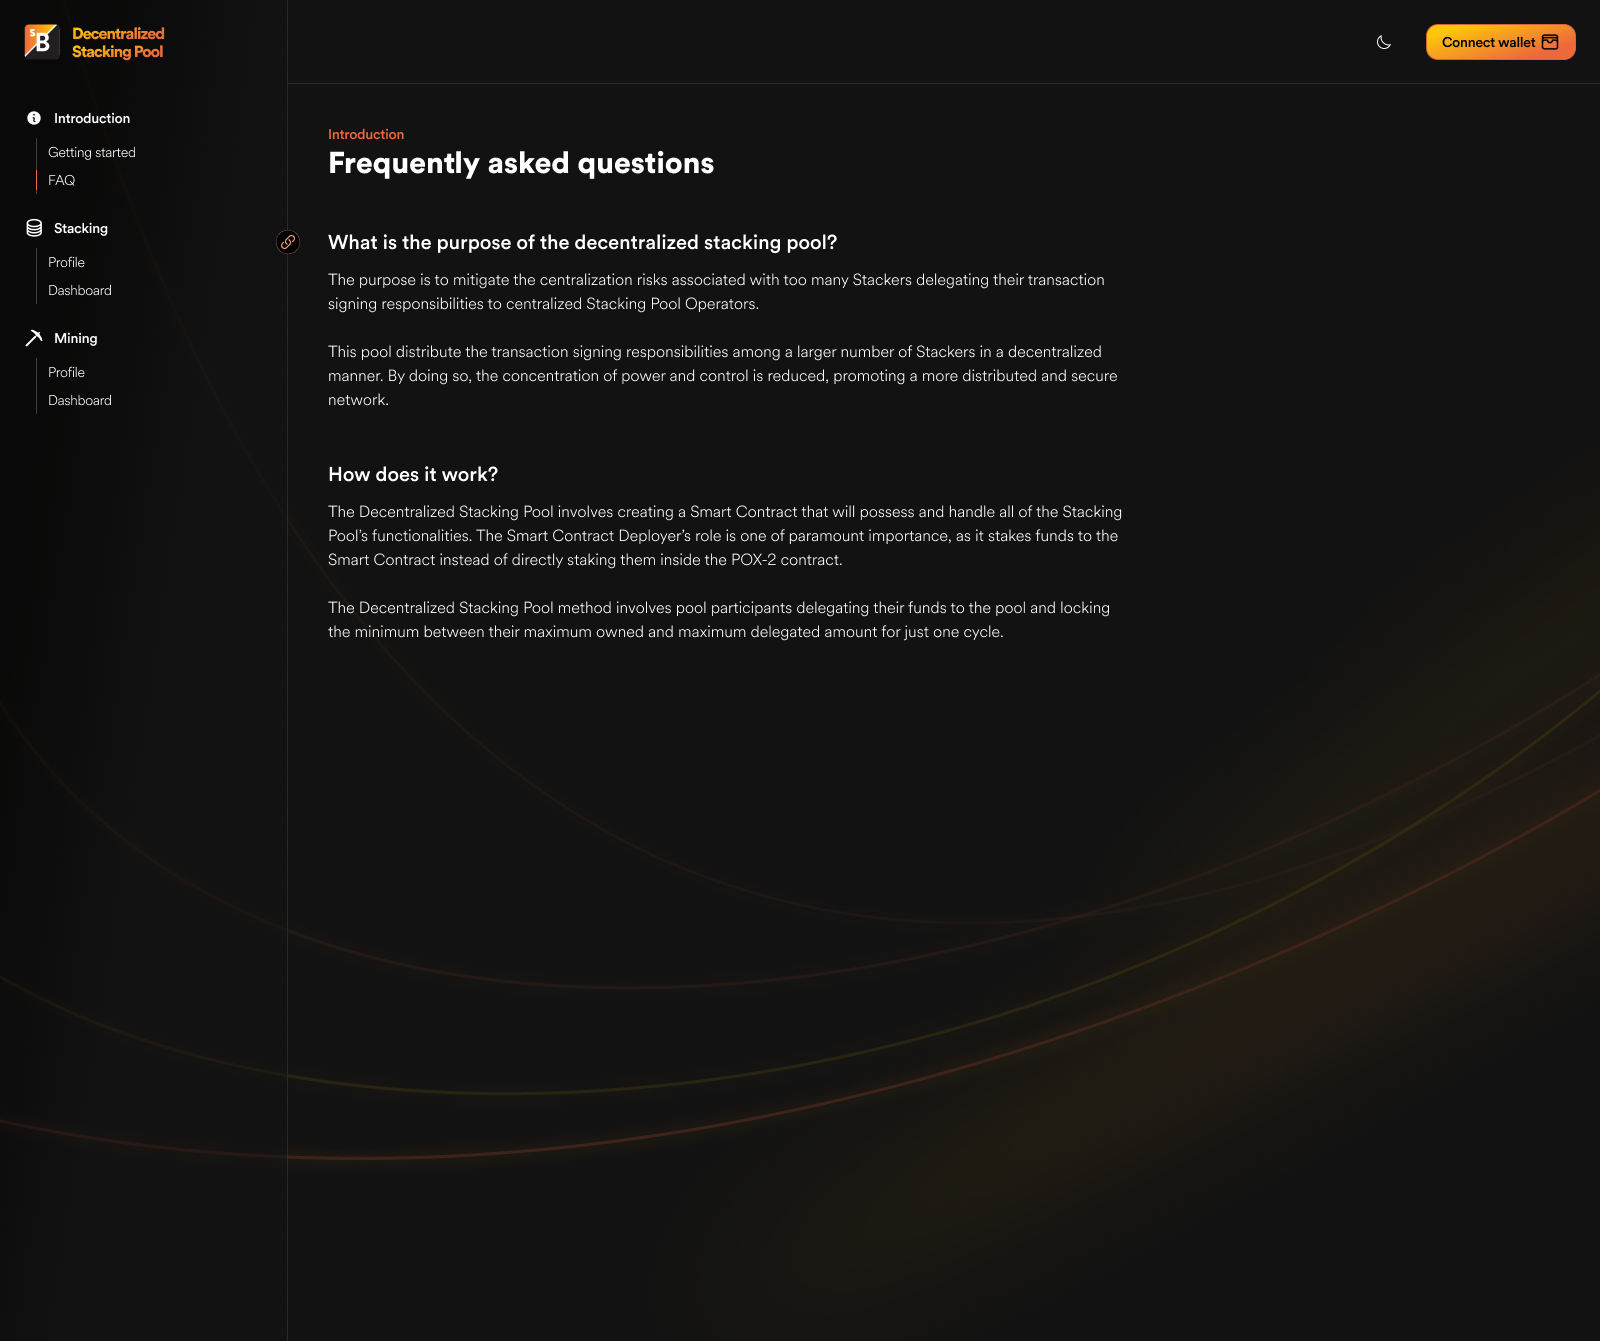 Decentralized
Stacking Pool
Connect wallet
Introduction
Getting started
FAQ
Stacking
Profile
Dashboard
Mining
Profile
Dashboard
Introduction
Frequently asked questions
What is the purpose of the decentralized stacking pool?
The purpose is to mitigate the centralization risks associated with too many Stackers delegating their transaction
signing responsibilities to centralized Stacking Pool Operators.
This pool distribute the transaction signing responsibilities among a larger number of Stackers in a decentralized
manner. By doing so, the concentration of power and control is reduced, promoting a more distributed and secure
network.
How does it work?
The Decentralized Stacking Pool involves creating a Smart Contract that will possess and handle all of the Stacking
Pool’s functionalities. The Smart Contract Deployer’s role is one of paramount importance, as it stakes funds to the
Smart Contract instead of directly staking them inside the POX-2 contract.
The Decentralized Stacking Pool method involves pool participants delegating their funds to the pool and locking
the minimum between their maximum owned and maximum delegated amount for just one cycle.